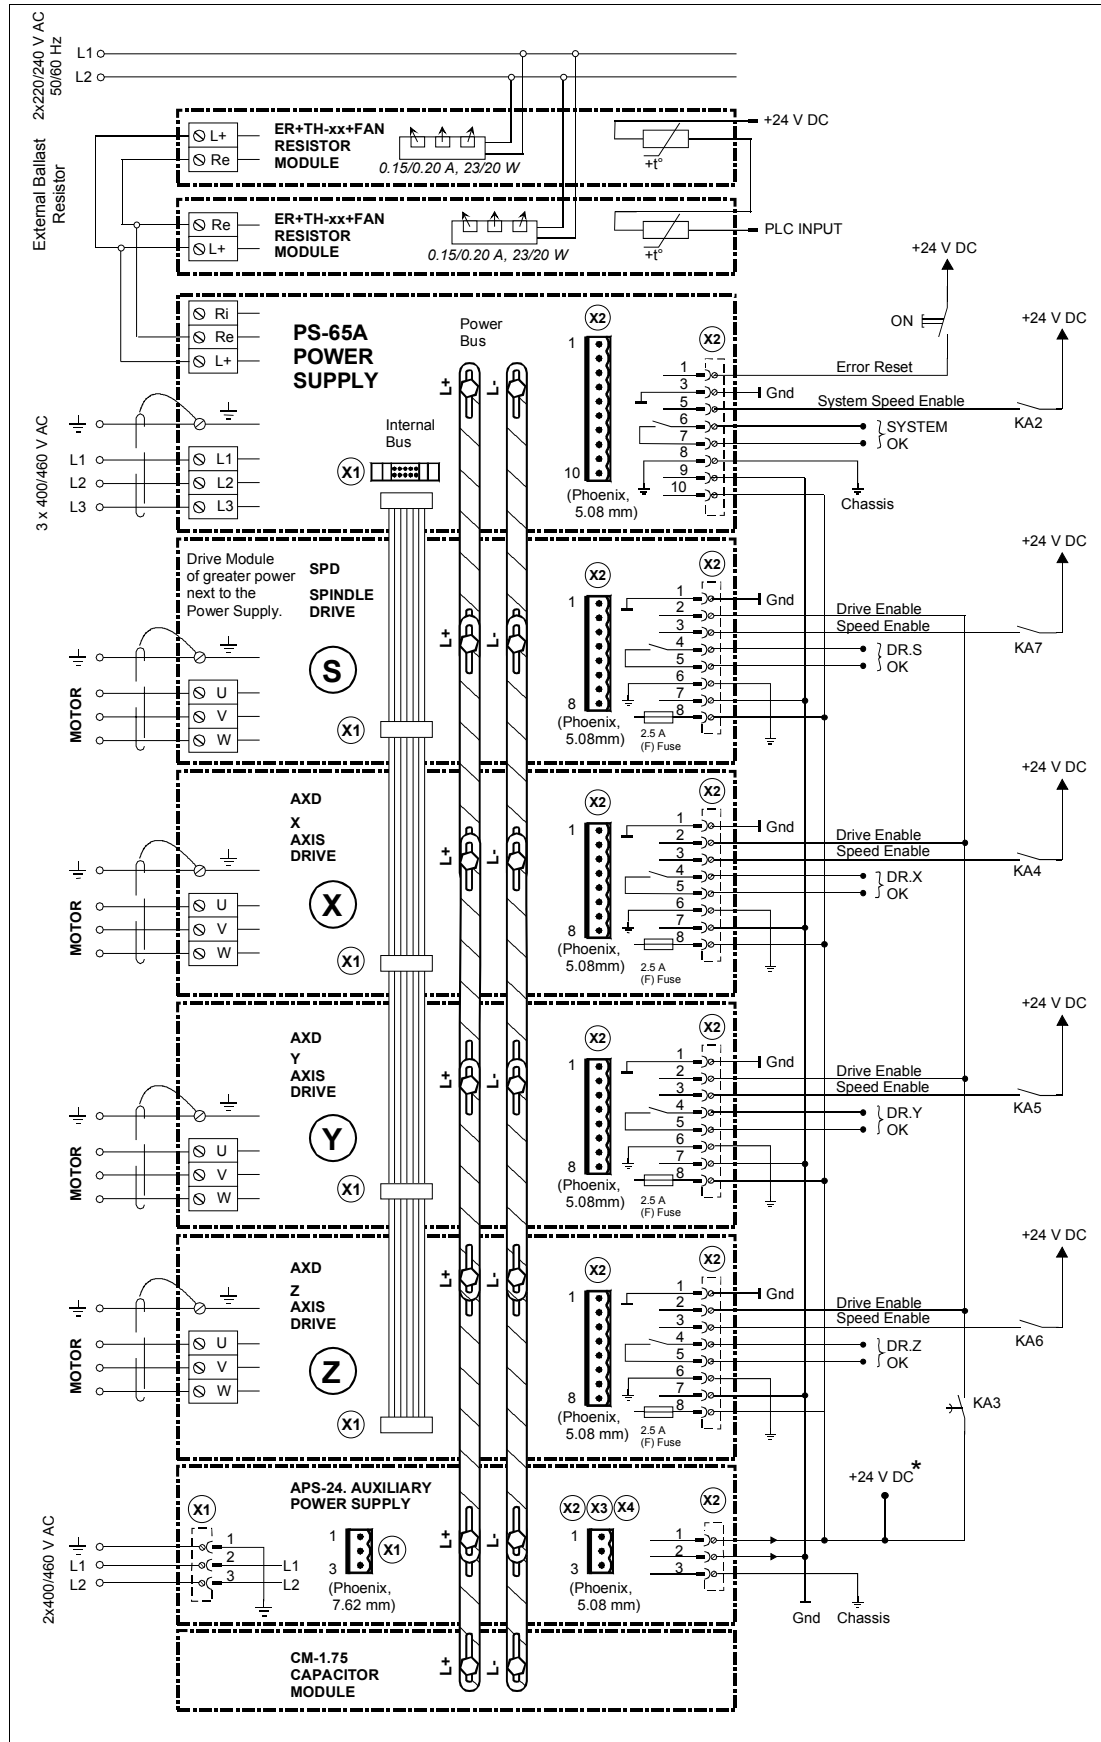 2x220/240 V AC
50/60 Hz
L1
L2
External Ballast
Resistor
L+
Re
ER+TH-xx+FAN
RESISTOR
MODULE
0.15/0.20 A, 23/20 W
+t°
+24 V DC
Re
L+
ER+TH-xx+FAN
RESISTOR
MODULE
0.15/0.20 A, 23/20 W
+t°
PLC INPUT
+24 V DC
ON
+24 V DC
Ri
Re
L+
PS-65A
POWER
SUPPLY
Power
Bus
L+
L-
X2
1
10
(Phoenix,
5.08 mm)
X2
1
3
5
6
7
8
9
10
Error Reset
Gnd
System Speed Enable
KA2
SYSTEM
OK
Chassis
3 x 400/460 V AC
L1
L2
L3
L1
L2
L3
Internal
Bus
X1
Drive Module
of greater power
next to the
Power Supply.
SPD
SPINDLE
DRIVE
S
X1
MOTOR
U
V
W
L+
L-
X2
1
8
(Phoenix,
5.08mm)
X2
1
2
3
4
5
6
7
8
2.5 A
(F) Fuse
Gnd
Drive Enable
Speed Enable
KA7
+24 V DC
DR.S
OK
AXD
X
AXIS
DRIVE
X
X1
MOTOR
U
V
W
L+
L-
X2
1
8
(Phoenix,
5.08mm)
X2
1
2
3
4
5
6
7
8
2.5 A
(F) Fuse
Gnd
Drive Enable
Speed Enable
KA4
+24 V DC
DR.X
OK
AXD
Y
AXIS
DRIVE
Y
X1
MOTOR
U
V
W
L+
L-
X2
1
8
(Phoenix,
5.08mm)
X2
1
2
3
4
5
6
7
8
2.5 A
(F) Fuse
Gnd
Drive Enable
Speed Enable
KA5
+24 V DC
DR.Y
OK
AXD
Z
AXIS
DRIVE
Z
X1
MOTOR
U
V
W
L+
L-
X2
1
8
(Phoenix,
5.08 mm)
X2
1
2
3
4
5
6
7
8
2.5 A
(F) Fuse
Gnd
Drive Enable
Speed Enable
KA6
+24 V DC
DR.Z
OK
KA3
+24 V DC*
APS-24. AUXILIARY
POWER SUPPLY
2x400/460 V AC
L1
L2
X1
1
2
3
L1
L2
1
3
X1
(Phoenix,
7.62 mm)
L+
L-
X2 X3 X4
1
3
(Phoenix,
5.08 mm)
X2
1
2
3
Gnd
Chassis
CM-1.75
CAPACITOR
MODULE
L+
L-